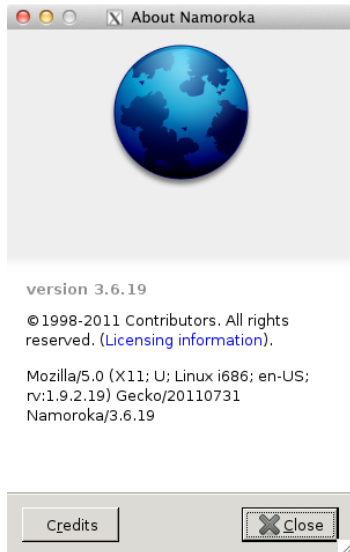 About Namoroka
version 3.6.19
©1998-2011 Contributors. All rights
reserved. (Licensing information).
Mozilla/5.0 (X11; U; Linux i686; en-US;
rv:1.9.2.19) Gecko/20110731
Namoroka/3.6.19
Credits
Close